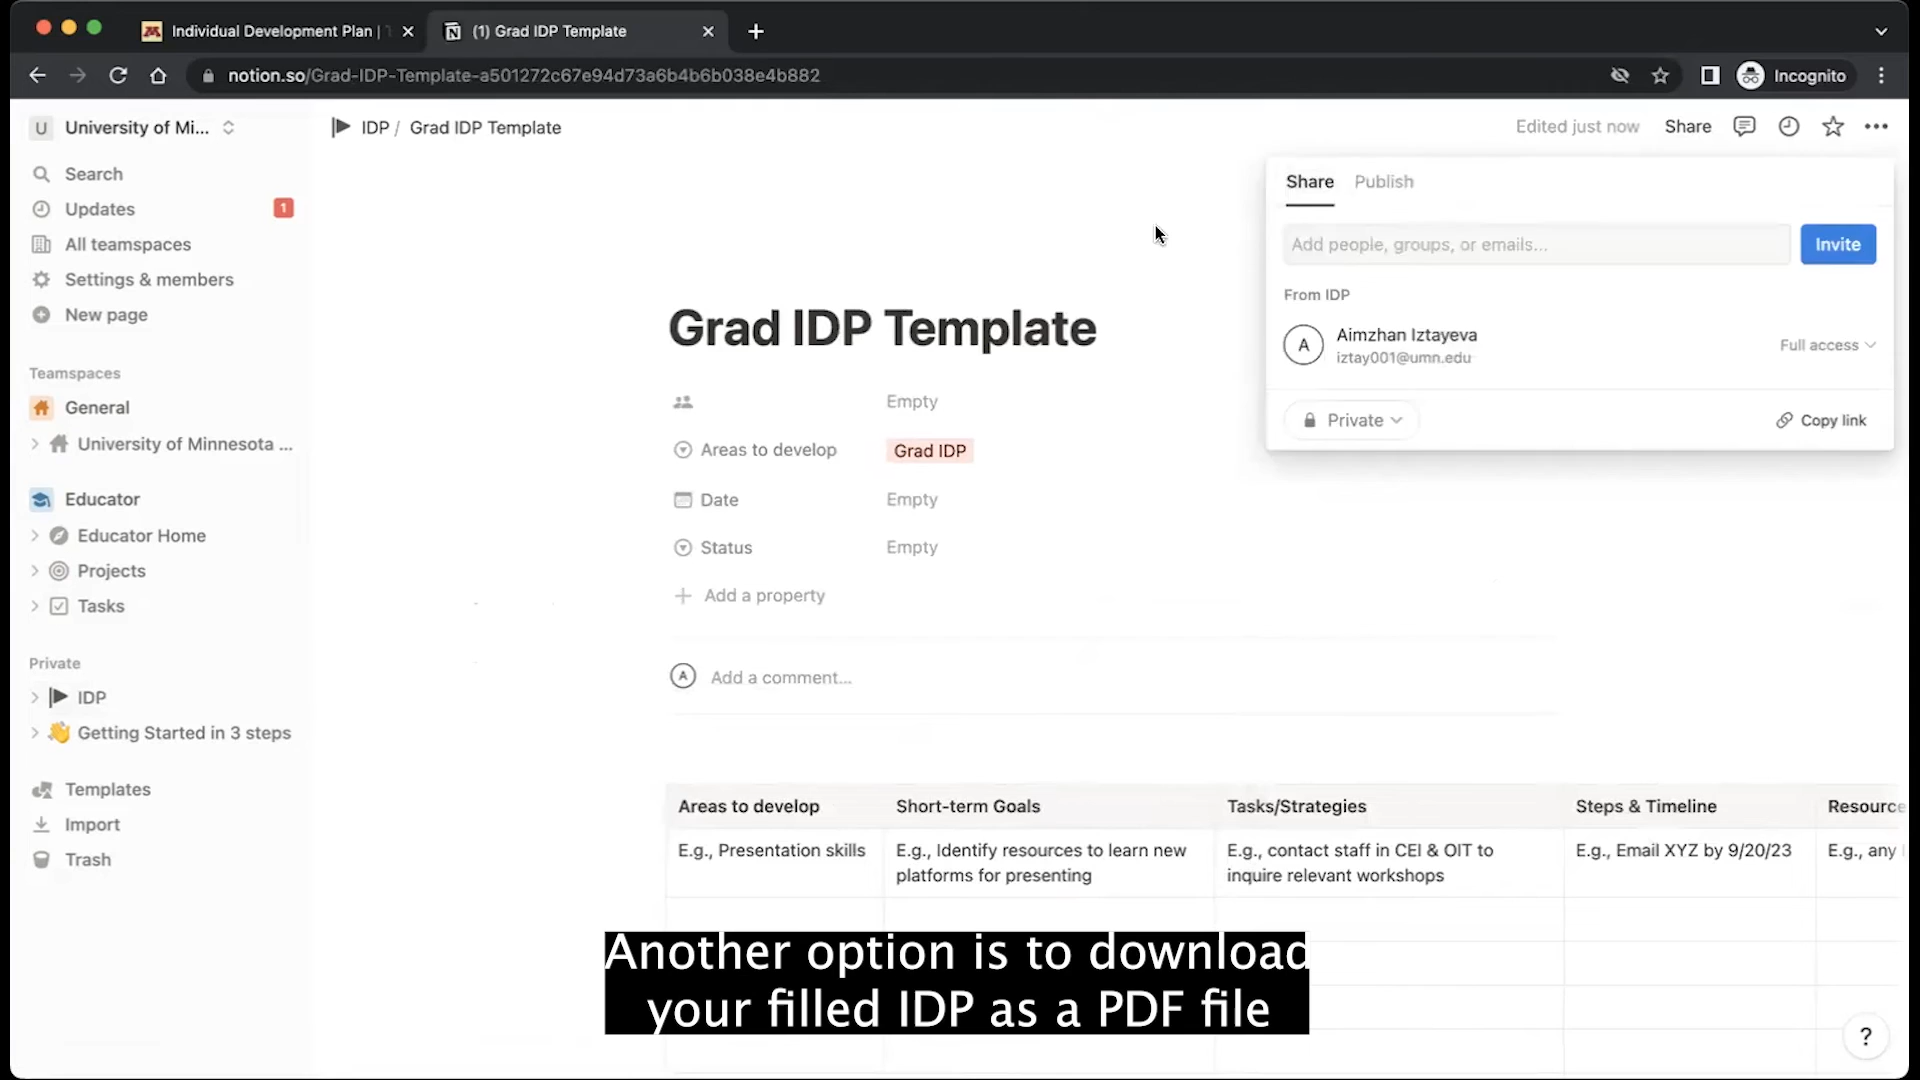 Individual Development Plan |
(1) Grad IDP Template
notion.so/Grad-IDP-Template-a501272c67e94d73a6b4b6b038e4b882
Incognito
U University of Mi...
IDP / Grad IDP Template
Edited just now
Share
Search
Updates 1
All teamspaces
Settings & members
New page
Teamspaces
General
University of Minnesota ...
Educator
Educator Home
Projects
Tasks
Private
IDP
Getting Started in 3 steps
Templates
Import
Trash
Share Publish
Add people, groups, or emails...
Invite
From IDP
A Aimzhan Iztayeva
iztay001@umn.edu
Full access
Private
Copy link
Grad IDP Template
Empty
Areas to develop Grad IDP
Date Empty
Status Empty
Add a property
A Add a comment...
Areas to develop Short-term Goals Tasks/Strategies Steps & Timeline Resource
E.g., Presentation skills E.g., Identify resources to learn new E.g., contact staff in CEI & OIT to E.g., Email XYZ by 9/20/23 E.g., any
platforms for presenting inquire relevant workshops
Another option is to download
your filled IDP as a PDF file
?